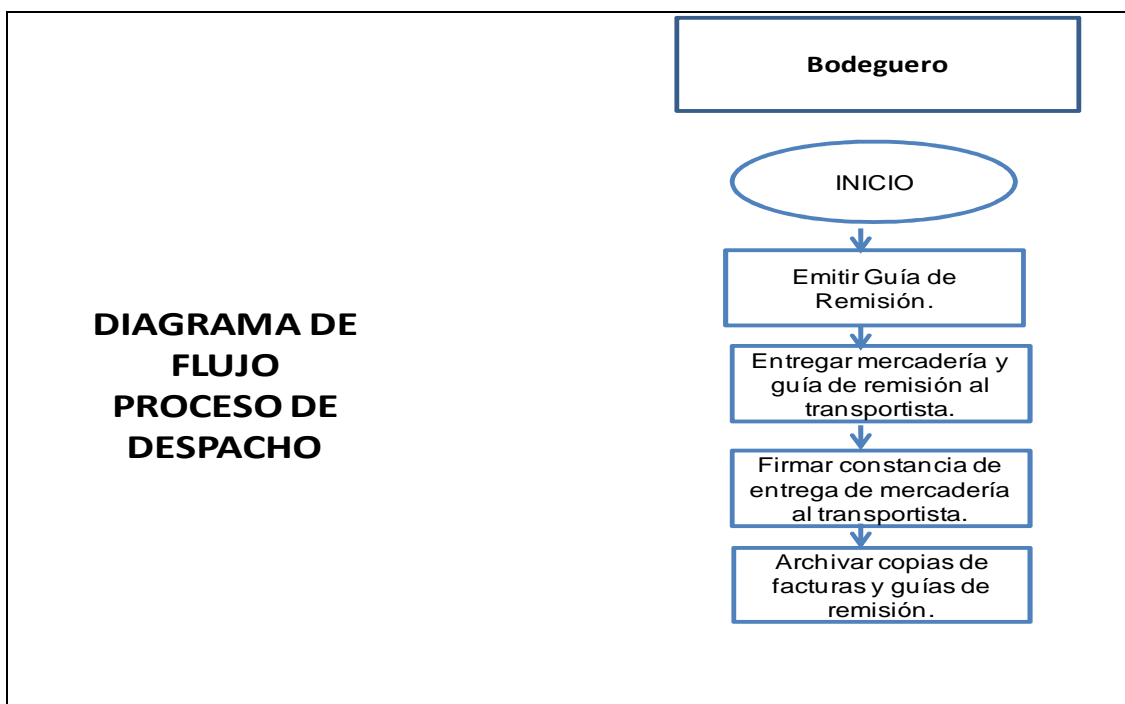 Bodeguero
INICIO
Emitir Guía de
Remisión.
DIAGRAMA DE
FLUJO
PROCESO DE
DESPACHO
Entregar mercadería y
guía de remisión al
transportista.
Firmar constancia de
entrega de mercadería
al transportista.
Archivar copias de
facturas y guías de
remisión.